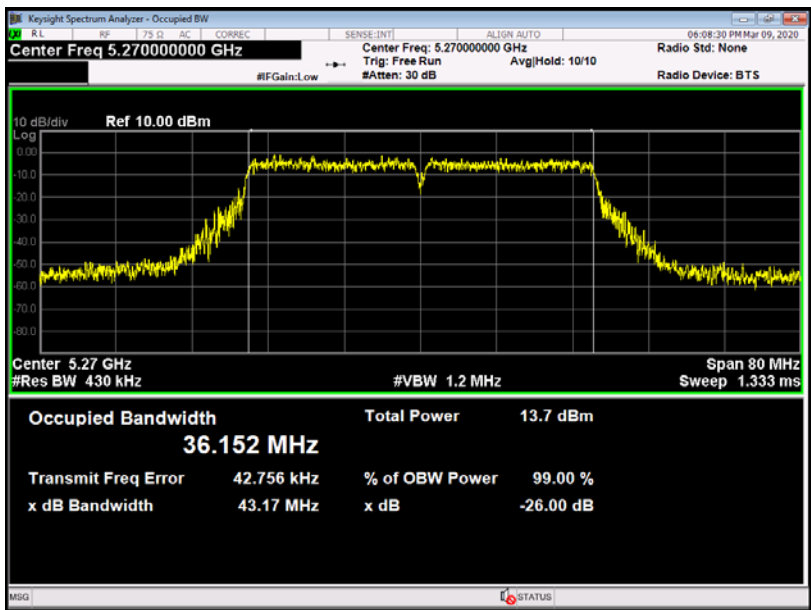 Keysight Spectrum Analyzer - Occupied BW
RL RF 75 Ω AC CORREC SENSE:INT ALIGN AUTO 06:08:30 PM Mar 09, 2020
Center Freq 5.270000000 GHz Center Freq: 5.270000000 GHz Radio Std: None
Trig: Free Run Avg|Hold: 10/10
#IFGain:Low #Atten: 30 dB Radio Device: BTS
10 dB/div Ref 10.00 dBm
Log
0.00
-10.0
-20.0
-30.0
-40.0
-50.0
-60.0
-70.0
-80.0
Center 5.27 GHz Span 80 MHz
#Res BW 430 kHz #VBW 1.2 MHz Sweep 1.333 ms
Occupied Bandwidth Total Power 13.7 dBm
36.152 MHz
Transmit Freq Error 42.756 kHz % of OBW Power 99.00 %
x dB Bandwidth 43.17 MHz x dB -26.00 dB
MSG STATUS